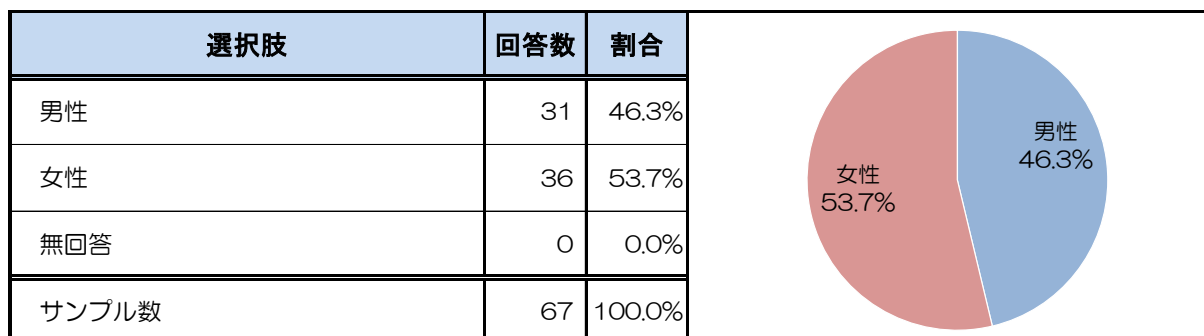 選択肢 回答数 割合
男性 31 46.3%
女性 36 53.7%
無回答 0 0.0%
サンプル数 67 100.0%
男性
46.3%
女性
53.7%